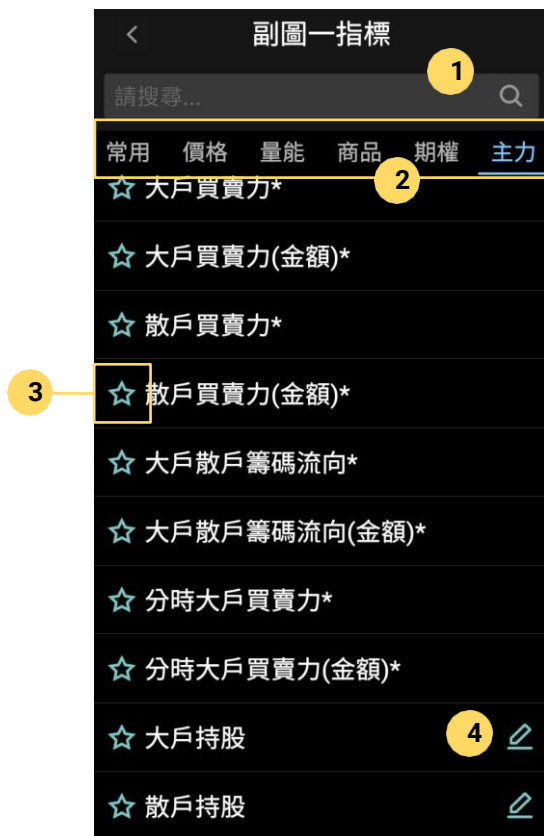 副圖一指標
1
請搜尋...
常用 價格 量能 商品 期權 主力
2
大戶買賣力*
大戶買賣力(金額)*
散戶買賣力*
3
散戶買賣力(金額)*
大戶散戶籌碼流向*
大戶散戶籌碼流向(金額)*
分時大戶買賣力*
分時大戶買賣力(金額)*
大戶持股
4
散戶持股